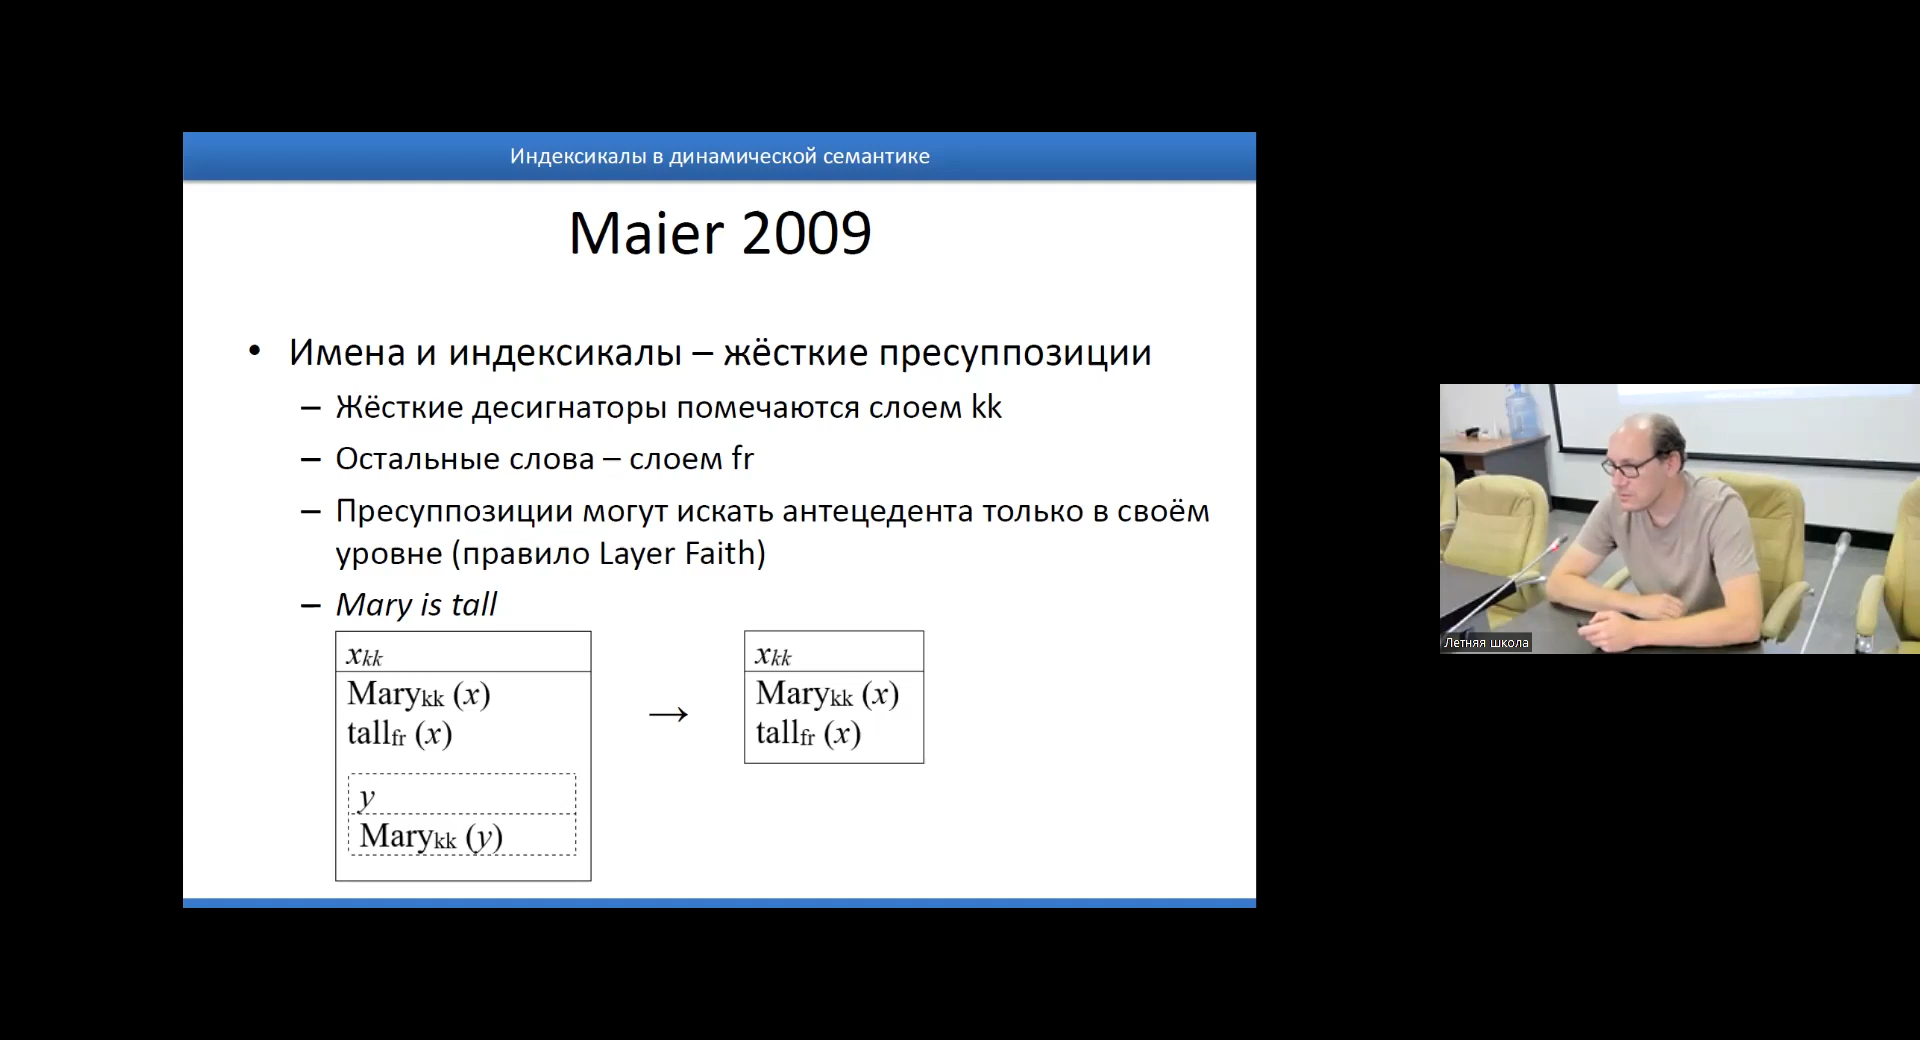 Индексикалы в динамической семантике
Maier 2009
• Имена и индексикалы – жёсткие пресуппозиции
– Жёсткие десигнаторы помечаются слоем kk
– Остальные слова – слоем fr
– Пресуппозиции могут искать антецедента только в своём
уровне (правило Layer Faith)
– Mary is tall
xkk
Marykk (x)
tallfr (x)
y
Marykk (y)
→
xkk
Marykk (x)
tallfr (x)
Летняя школа